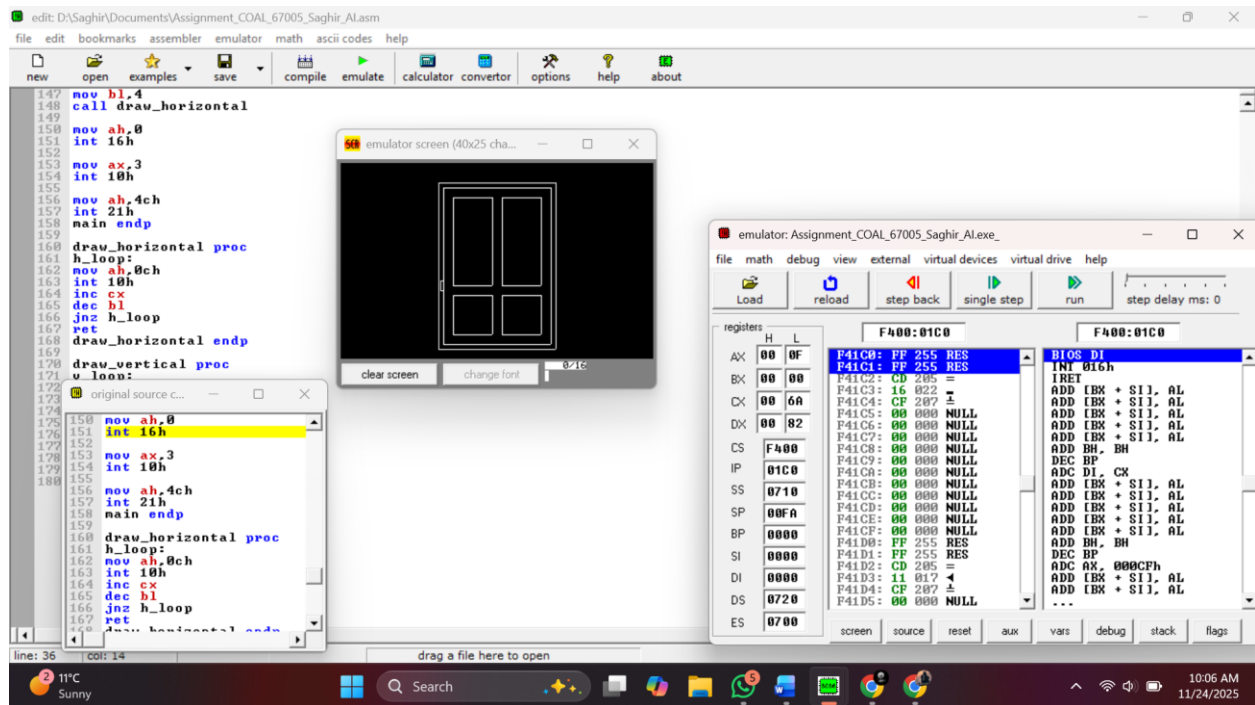 edit: D:\Saghir\Documents\Assignment_COAL_67005_Saghir_AI.asm
file edit bookmarks assembler emulator math ascii codes help
new open examples save compile emulate calculator convertor options help about
147 mov bl,4
148 call draw_horizontal
149
150 mov ah,0
151 int 16h
152
153 mov ax,3
154 int 10h
155
156 mov ah,4ch
157 int 21h
158 main endp
159
160 draw_horizontal proc
161 h_loop:
162 mov ah,0ch
163 int 10h
164 inc cx
165 dec bl
166 jnz h_loop
167 ret
168 draw_horizontal endp
169
170 draw_vertical proc
171 v_loop:
172
173
174
175
176
177
178
179
180
emulator screen (40x25 cha...
clear screen change font 0/16
original source c...
150 mov ah,0
151 int 16h
152
153 mov ax,3
154 int 10h
155
156 mov ah,4ch
157 int 21h
158 main endp
159
160 draw_horizontal proc
161 h_loop:
162 mov ah,0ch
163 int 10h
164 inc cx
165 dec bl
166 jnz h_loop
167 ret
168 draw_horizontal endp
emulator: Assignment_COAL_67005_Saghir_AI.exe_
file math debug view external virtual devices virtual drive help
Load reload step back single step run step delay ms: 0
registers F400:01C0 F400:01C0
H L
AX 00 0F
BX 00 00
CX 00 6A
DX 00 82
CS F400
IP 01C0
SS 0710
SP 00FA
BP 0000
SI 0000
DI 0000
DS 0720
ES 0700
F41C0: FF 255 RES
F41C1: FF 255 RES
F41C2: CD 205 =
F41C3: 16 022
F41C4: CF 207 ╧
F41C5: 00 000 NULL
F41C6: 00 000 NULL
F41C7: 00 000 NULL
F41C8: 00 000 NULL
F41C9: 00 000 NULL
F41CA: 00 000 NULL
F41CB: 00 000 NULL
F41CC: 00 000 NULL
F41CD: 00 000 NULL
F41CE: 00 000 NULL
F41CF: 00 000 NULL
F41D0: FF 255 RES
F41D1: FF 255 RES
F41D2: CD 205 =
F41D3: 11 017 ◄
F41D4: CF 207 ╧
F41D5: 00 000 NULL
BIOS DI
INT 016h
IRET
ADD [BX + SI], AL
ADD [BX + SI], AL
ADD [BX + SI], AL
ADD [BX + SI], AL
ADD [BX + SI], AL
ADD BH, BH
DEC BP
ADC DI, CX
ADD [BX + SI], AL
ADD [BX + SI], AL
ADD [BX + SI], AL
ADD [BX + SI], AL
ADD [BX + SI], AL
ADD BH, BH
DEC BP
ADC AX, 000CFh
ADD [BX + SI], AL
ADD [BX + SI], AL
...
screen source reset aux vars debug stack flags
line: 36 col: 14 drag a file here to open
2
11°C
Sunny
Search
5
10:06 AM
11/24/2025